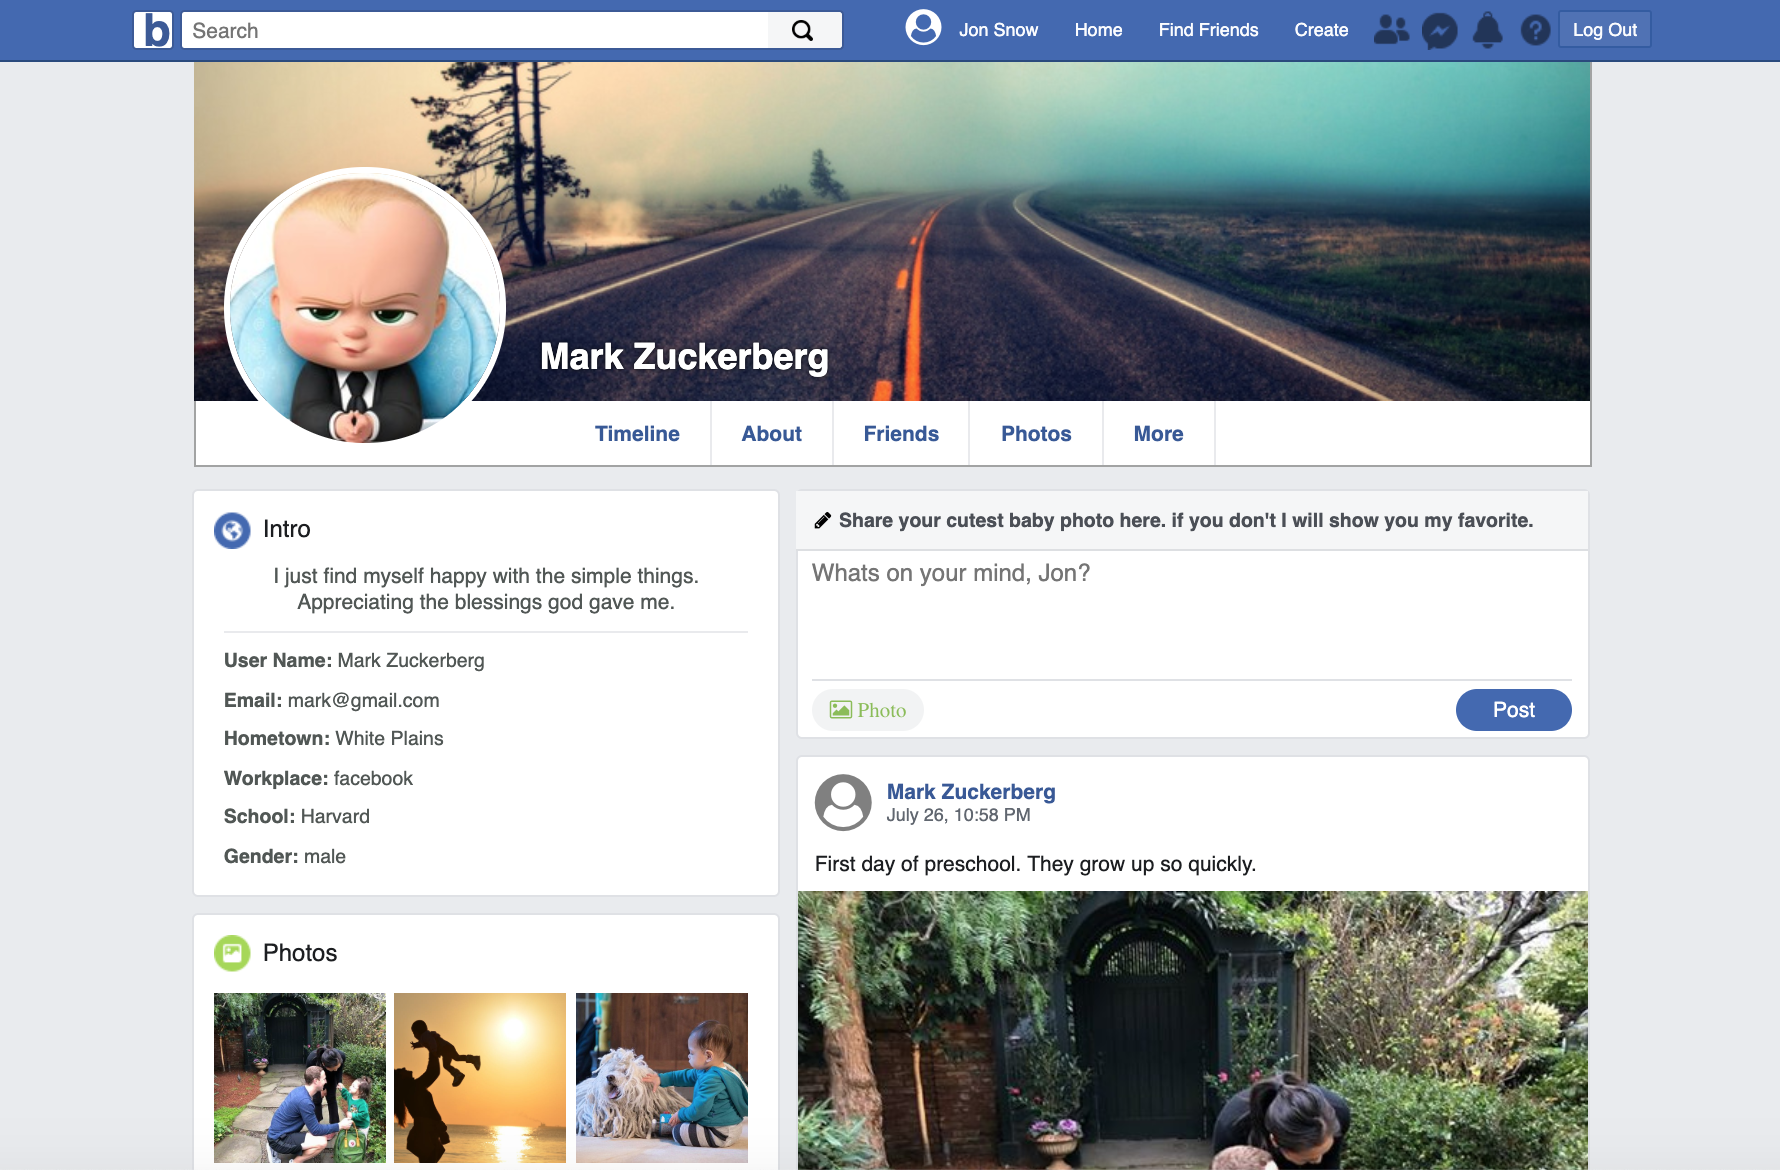 b
Search
Jon Snow
Home
Find Friends
Create
?
Log Out
Mark Zuckerberg
Timeline
About
Friends
Photos
More
Intro
I just find myself happy with the simple things.
Appreciating the blessings god gave me.
User Name: Mark Zuckerberg
Email: mark@gmail.com
Hometown: White Plains
Workplace: facebook
School: Harvard
Gender: male
Photos
Share your cutest baby photo here. if you don't I will show you my favorite.
Whats on your mind, Jon?
Photo
Post
Mark Zuckerberg
July 26, 10:58 PM
First day of preschool. They grow up so quickly.